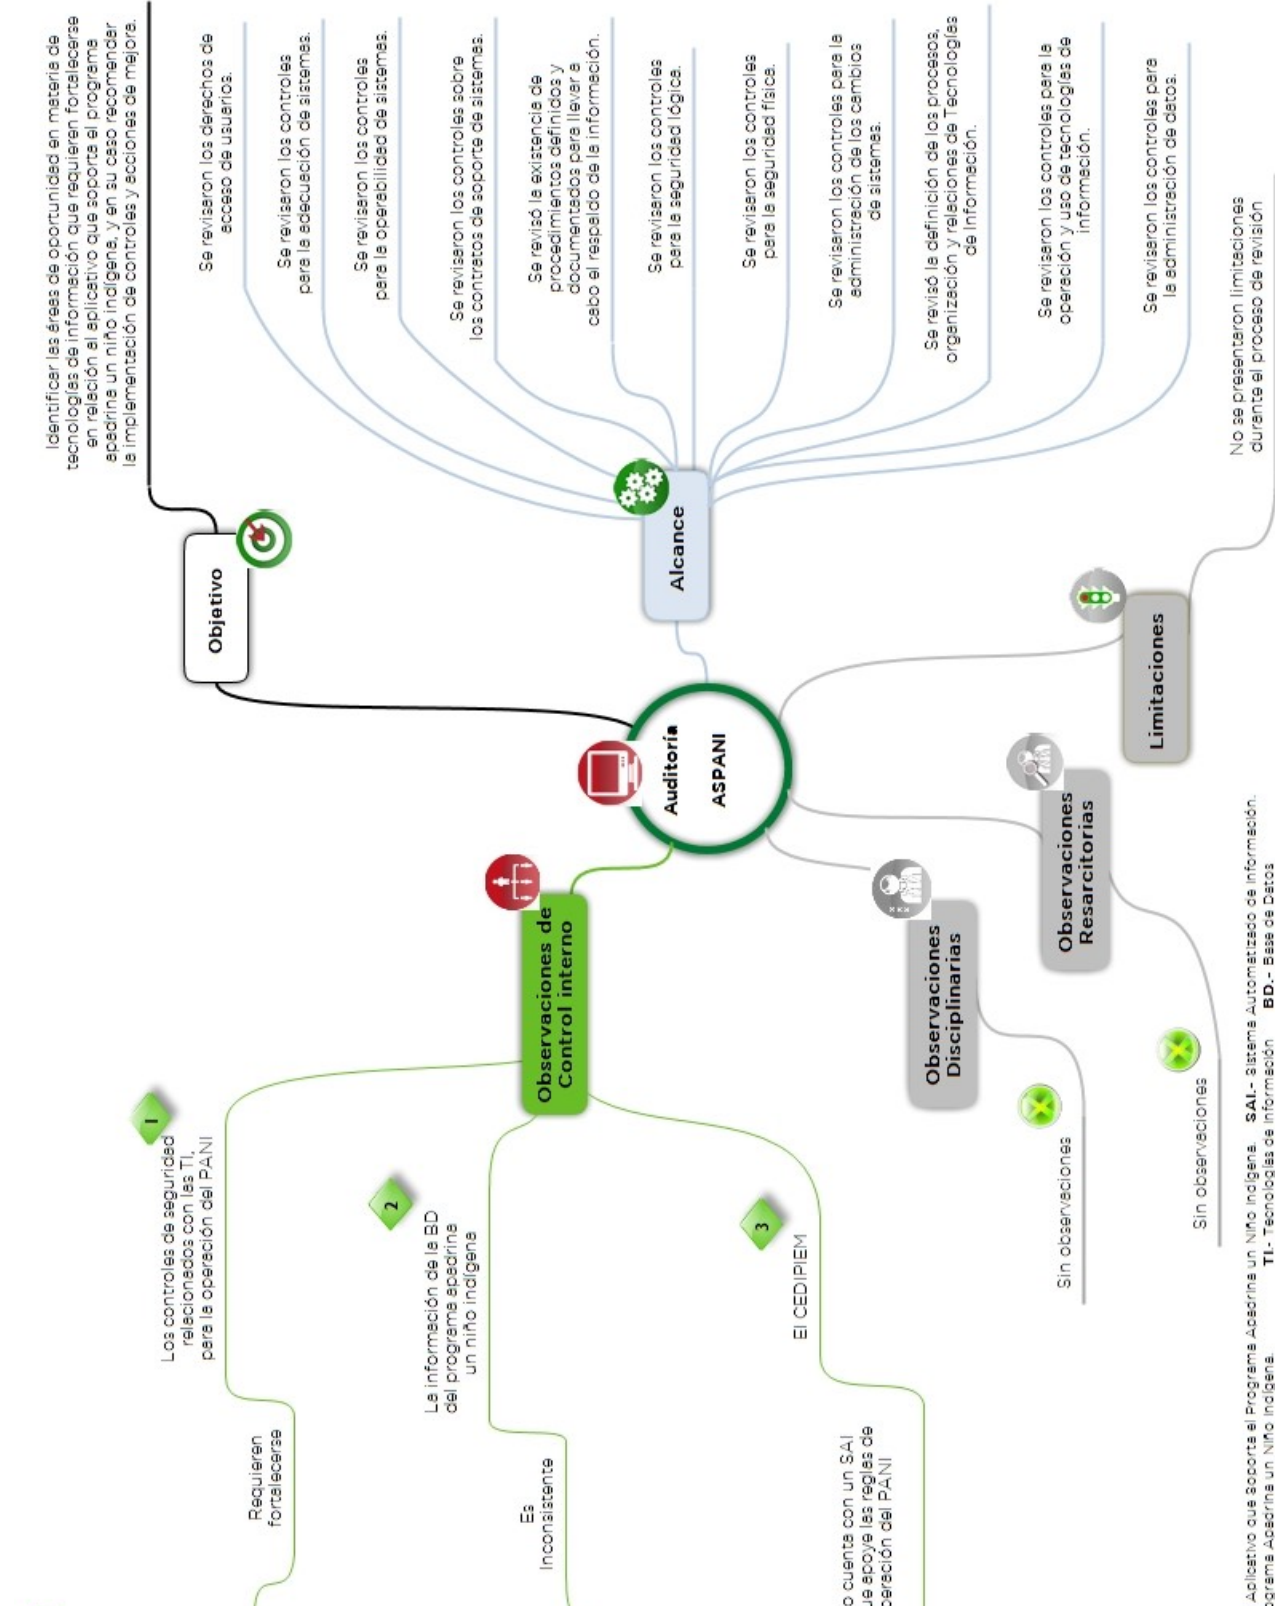 Identificar las áreas de oportunidad en materia de
tecnologías de información que requieren fortalecerse
en relación al aplicativo que soporta el programa
apadrina un niño indígena, y en su caso recomendar
la implementación de controles y acciones de mejora.
Objetivo
Se revisaron los derechos de
acceso de usuarios.
Se revisaron los controles
para la adecuación de sistemas.
Se revisaron los controles
para la operabilidad de sistemas.
Se revisaron los controles sobre
los contratos de soporte de sistemas.
Se revisó la existencia de
procedimientos definidos y
documentados para llevar a
cabo el respaldo de la información.
Se revisaron los controles
para la seguridad lógica.
Se revisaron los controles
para la seguridad física.
Se revisaron los controles para la
administración de los cambios
de sistemas.
Se revisó la definición de los procesos,
organización y relaciones de Tecnologías
de Información.
Se revisaron los controles para la
operación y uso de tecnologías de
información.
Se revisaron los controles para
la administración de datos.
Alcance
Auditoría
ASPANI
Limitaciones
No se presentaron limitaciones
durante el proceso de revisión
Observaciones de
Control interno
1
Los controles de seguridad
relacionados con las TI,
para la operación del PANI
Requieren
fortalecerse
2
La información de la BD
del programa apadrina
un niño indígena
Es
Inconsistente
3
El CEDIPIEM
o cuenta con un SAI
ue apoye las reglas de
peración del PANI
Observaciones
Disciplinarias
Sin observaciones
Observaciones
Resarcitorias
Sin observaciones
Aplicativo que Soporta el Programa Apadrina un Niño Indígena. SAI.- Sistema Automatizado de Información.
ograma Apadrina un Niño Indígena. TI.- Tecnologías de Información BD.- Base de Datos